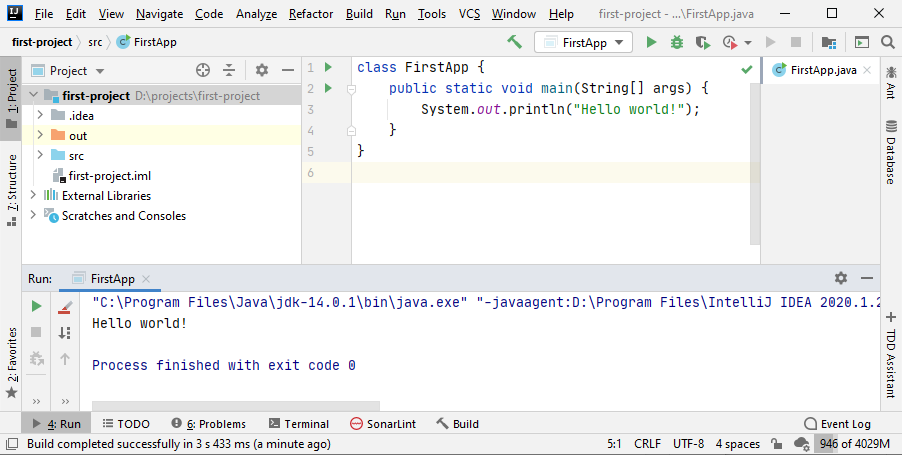 IJ File Edit View Navigate Code Analyze Refactor Build Run Tools VCS Window Help first-project - ...\FirstApp.java
first-project src FirstApp
FirstApp
1: Project
7: Structure
2: Favorites
Project
first-project D:\projects\first-project
.idea
out
src
first-project.iml
External Libraries
Scratches and Consoles
1 class FirstApp {
2 public static void main(String[] args) {
3 System.out.println("Hello world!");
4 }
5 }
6
FirstApp.java
Ant
Database
TDD Assistant
Run: FirstApp
"C:\Program Files\Java\jdk-14.0.1\bin\java.exe" "-javaagent:D:\Program Files\IntelliJ IDEA 2020.1.2
Hello world!
Process finished with exit code 0
4: Run TODO 6: Problems Terminal SonarLint Build Event Log
Build completed successfully in 3 s 433 ms (a minute ago) 5:1 CRLF UTF-8 4 spaces 946 of 4029M